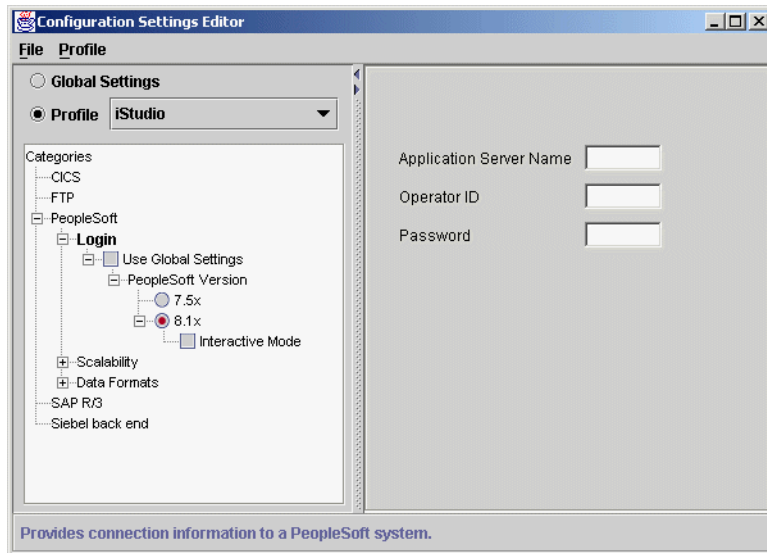 Configuration Settings Editor
File Profile
Global Settings
Profile iStudio
Categories
CICS
FTP
PeopleSoft
Login
Use Global Settings
PeopleSoft Version
7.5x
8.1x
Interactive Mode
Scalability
Data Formats
SAP R/3
Siebel back end
Application Server Name
Operator ID
Password
Provides connection information to a PeopleSoft system.